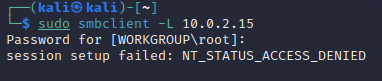 ┌──(kali㉿kali)-[~]
└─$ sudo smbclient -L 10.0.2.15
Password for [WORKGROUP\root]:
session setup failed: NT_STATUS_ACCESS_DENIED